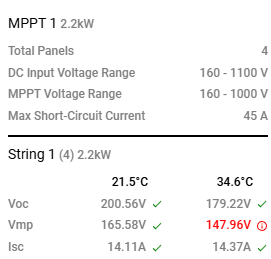 MPPT 1 2.2kW
Total Panels 4
DC Input Voltage Range 160 - 1100 V
MPPT Voltage Range 160 - 1000 V
Max Short-Circuit Current 45 A
String 1 (4) 2.2kW
21.5°C 34.6°C
Voc 200.56V 179.22V
Vmp 165.58V 147.96V
Isc 14.11A 14.37A